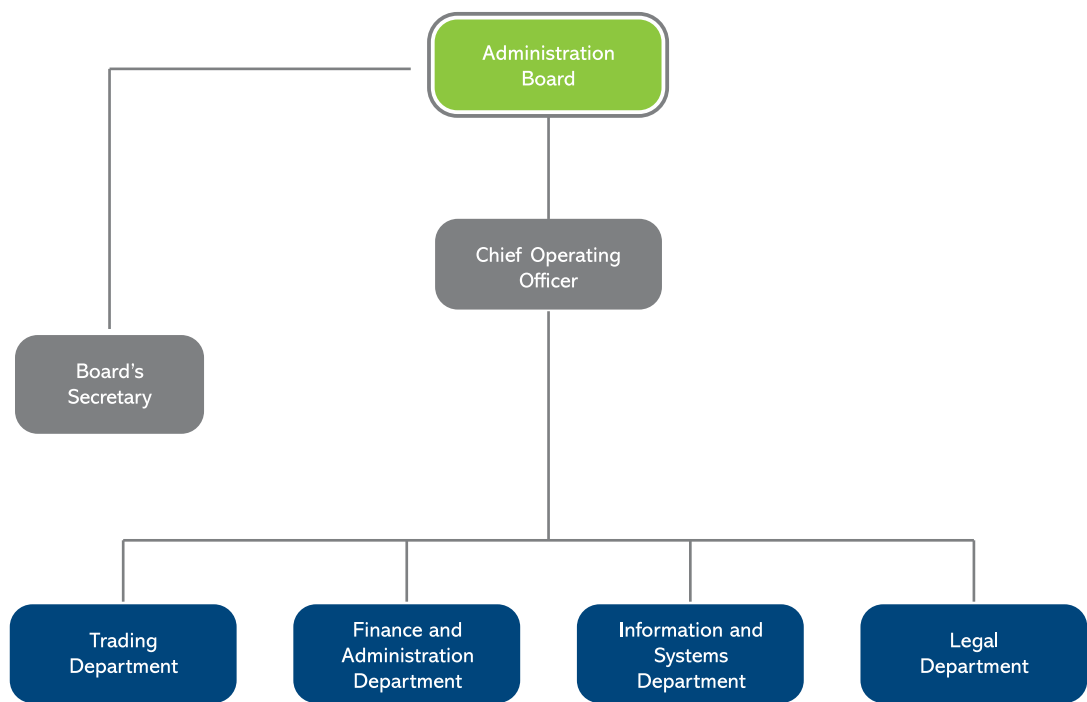 Administration
Board
Chief Operating
Officer
Board’s
Secretary
Trading
Department
Finance and
Administration
Department
Information and
Systems
Department
Legal
Department